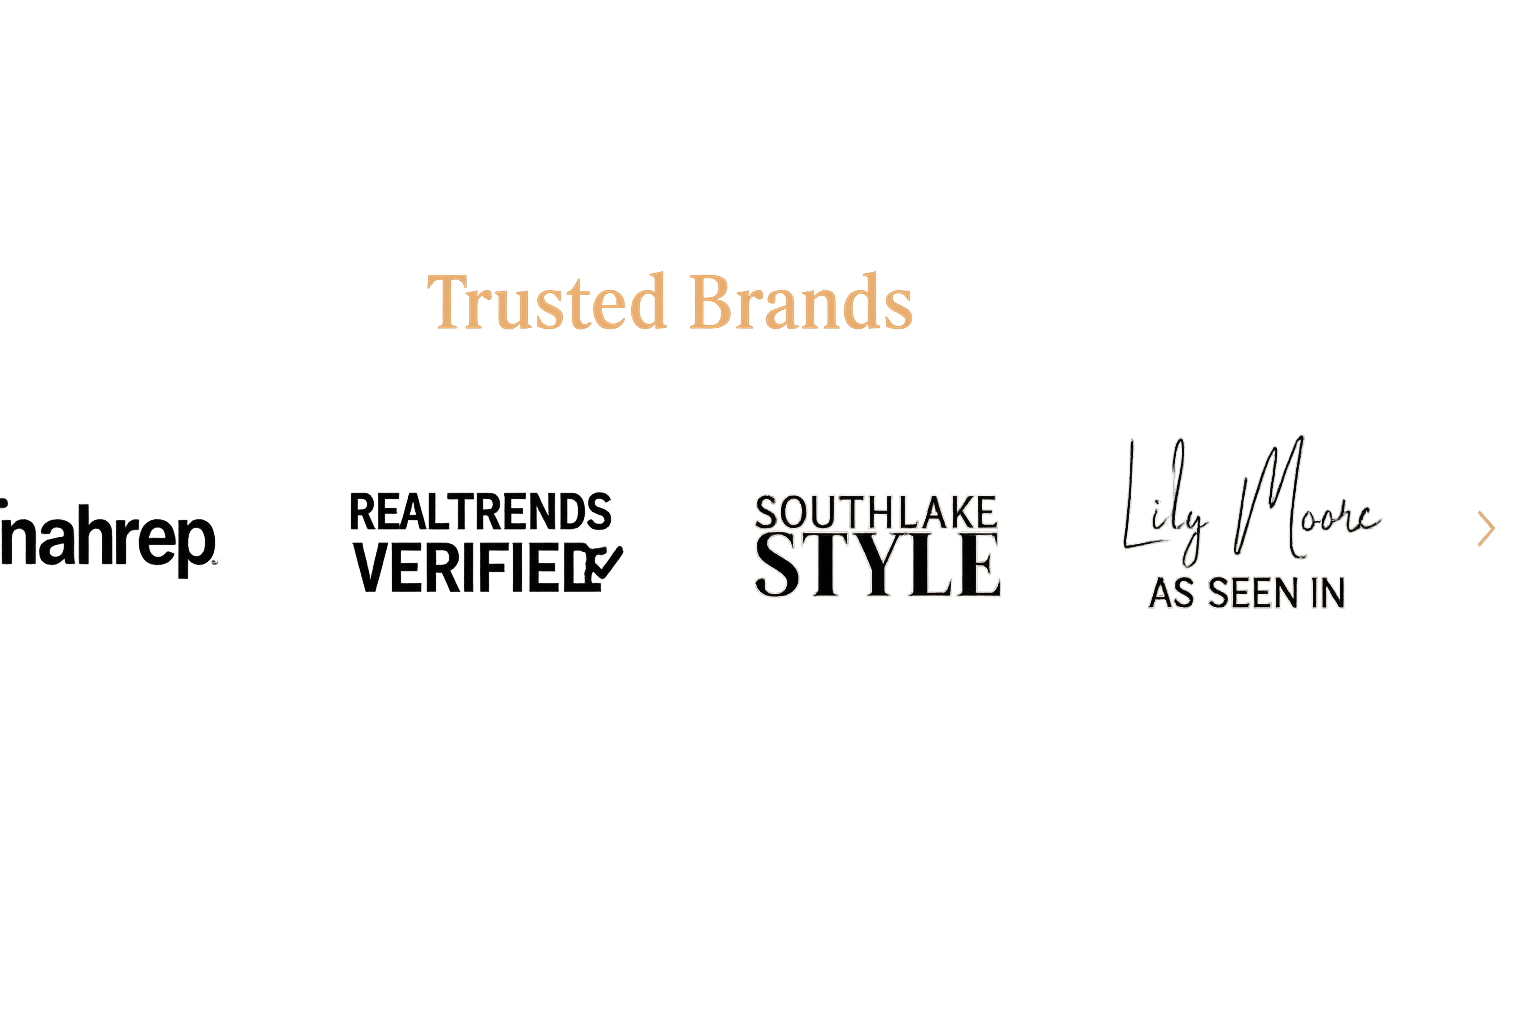 Trusted Brands
nahrep
REALTRENDS
VERIFIED
SOUTHLAKE
STYLE
Lily Moore
AS SEEN IN